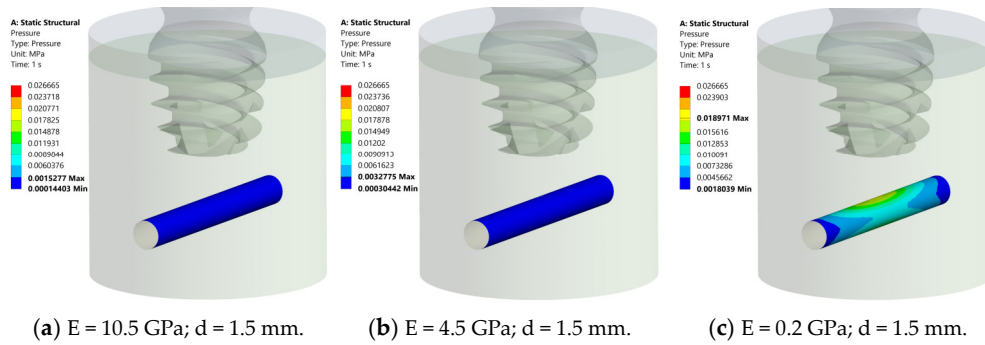 A: Static Structural
Pressure
Type: Pressure
Unit: MPa
Time: 1 s
0.026665
0.023718
0.020771
0.017825
0.014878
0.011931
0.0089844
0.0060376
0.0015277 Max
0.00014403 Min
(a) E = 10.5 GPa; d = 1.5 mm.
A: Static Structural
Pressure
Type: Pressure
Unit: MPa
Time: 1 s
0.026665
0.023736
0.020807
0.017878
0.014949
0.01202
0.0090913
0.0061623
0.0032775 Max
0.00030442 Min
(b) E = 4.5 GPa; d = 1.5 mm.
A: Static Structural
Pressure
Type: Pressure
Unit: MPa
Time: 1 s
0.026665
0.023903
0.018971 Max
0.015616
0.012853
0.010091
0.0073286
0.0045662
0.0018039 Min
(c) E = 0.2 GPa; d = 1.5 mm.